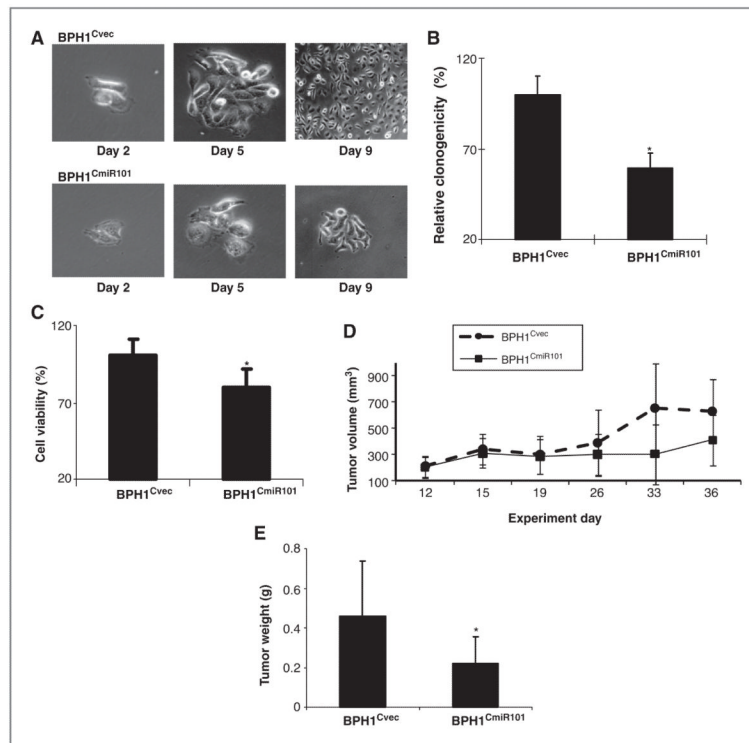 A
BPH1Cvec
Day 2
Day 5
Day 9
BPH1CmiR101
Day 2
Day 5
Day 9
B
Relative clonogenicity (%)
120
70
20
*
BPH1Cvec
BPH1CmiR101
C
Cell viability (%)
120
70
20
*
BPH1Cvec
BPH1CmiR101
D
BPH1Cvec
BPH1CmiR101
Tumor volume (mm3)
900
700
500
300
100
12 15 19 26 33 36
Experiment day
E
Tumor weight (g)
0.8
0.6
0.4
0.2
0
*
BPH1Cvec
BPH1CmiR101